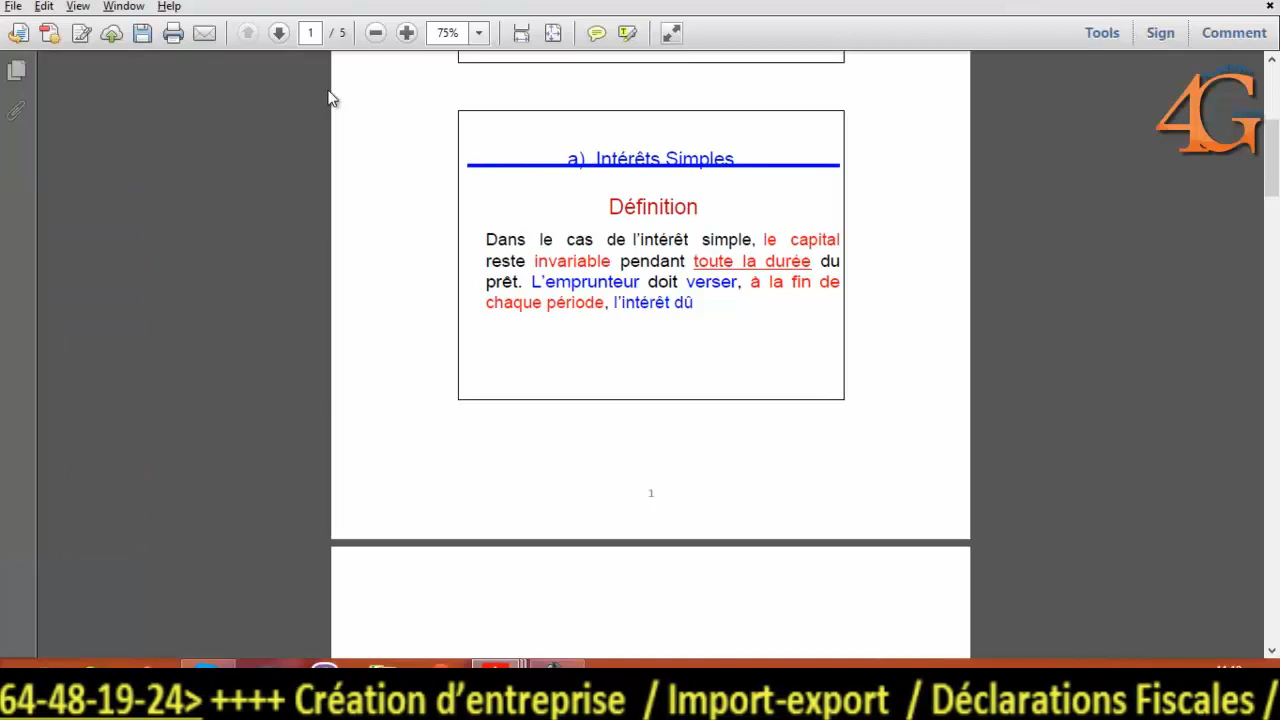 File Edit View Window Help
1 / 5 75% Tools Sign Comment
4G
a) Intérêts Simples
Définition
Dans le cas de l'intérêt simple, le capital
reste invariable pendant toute la durée du
prêt. L'emprunteur doit verser, à la fin de
chaque période, l'intérêt dû
1
64-48-19-24> ++++ Création d'entreprise / Import-export / Déclarations Fiscales /